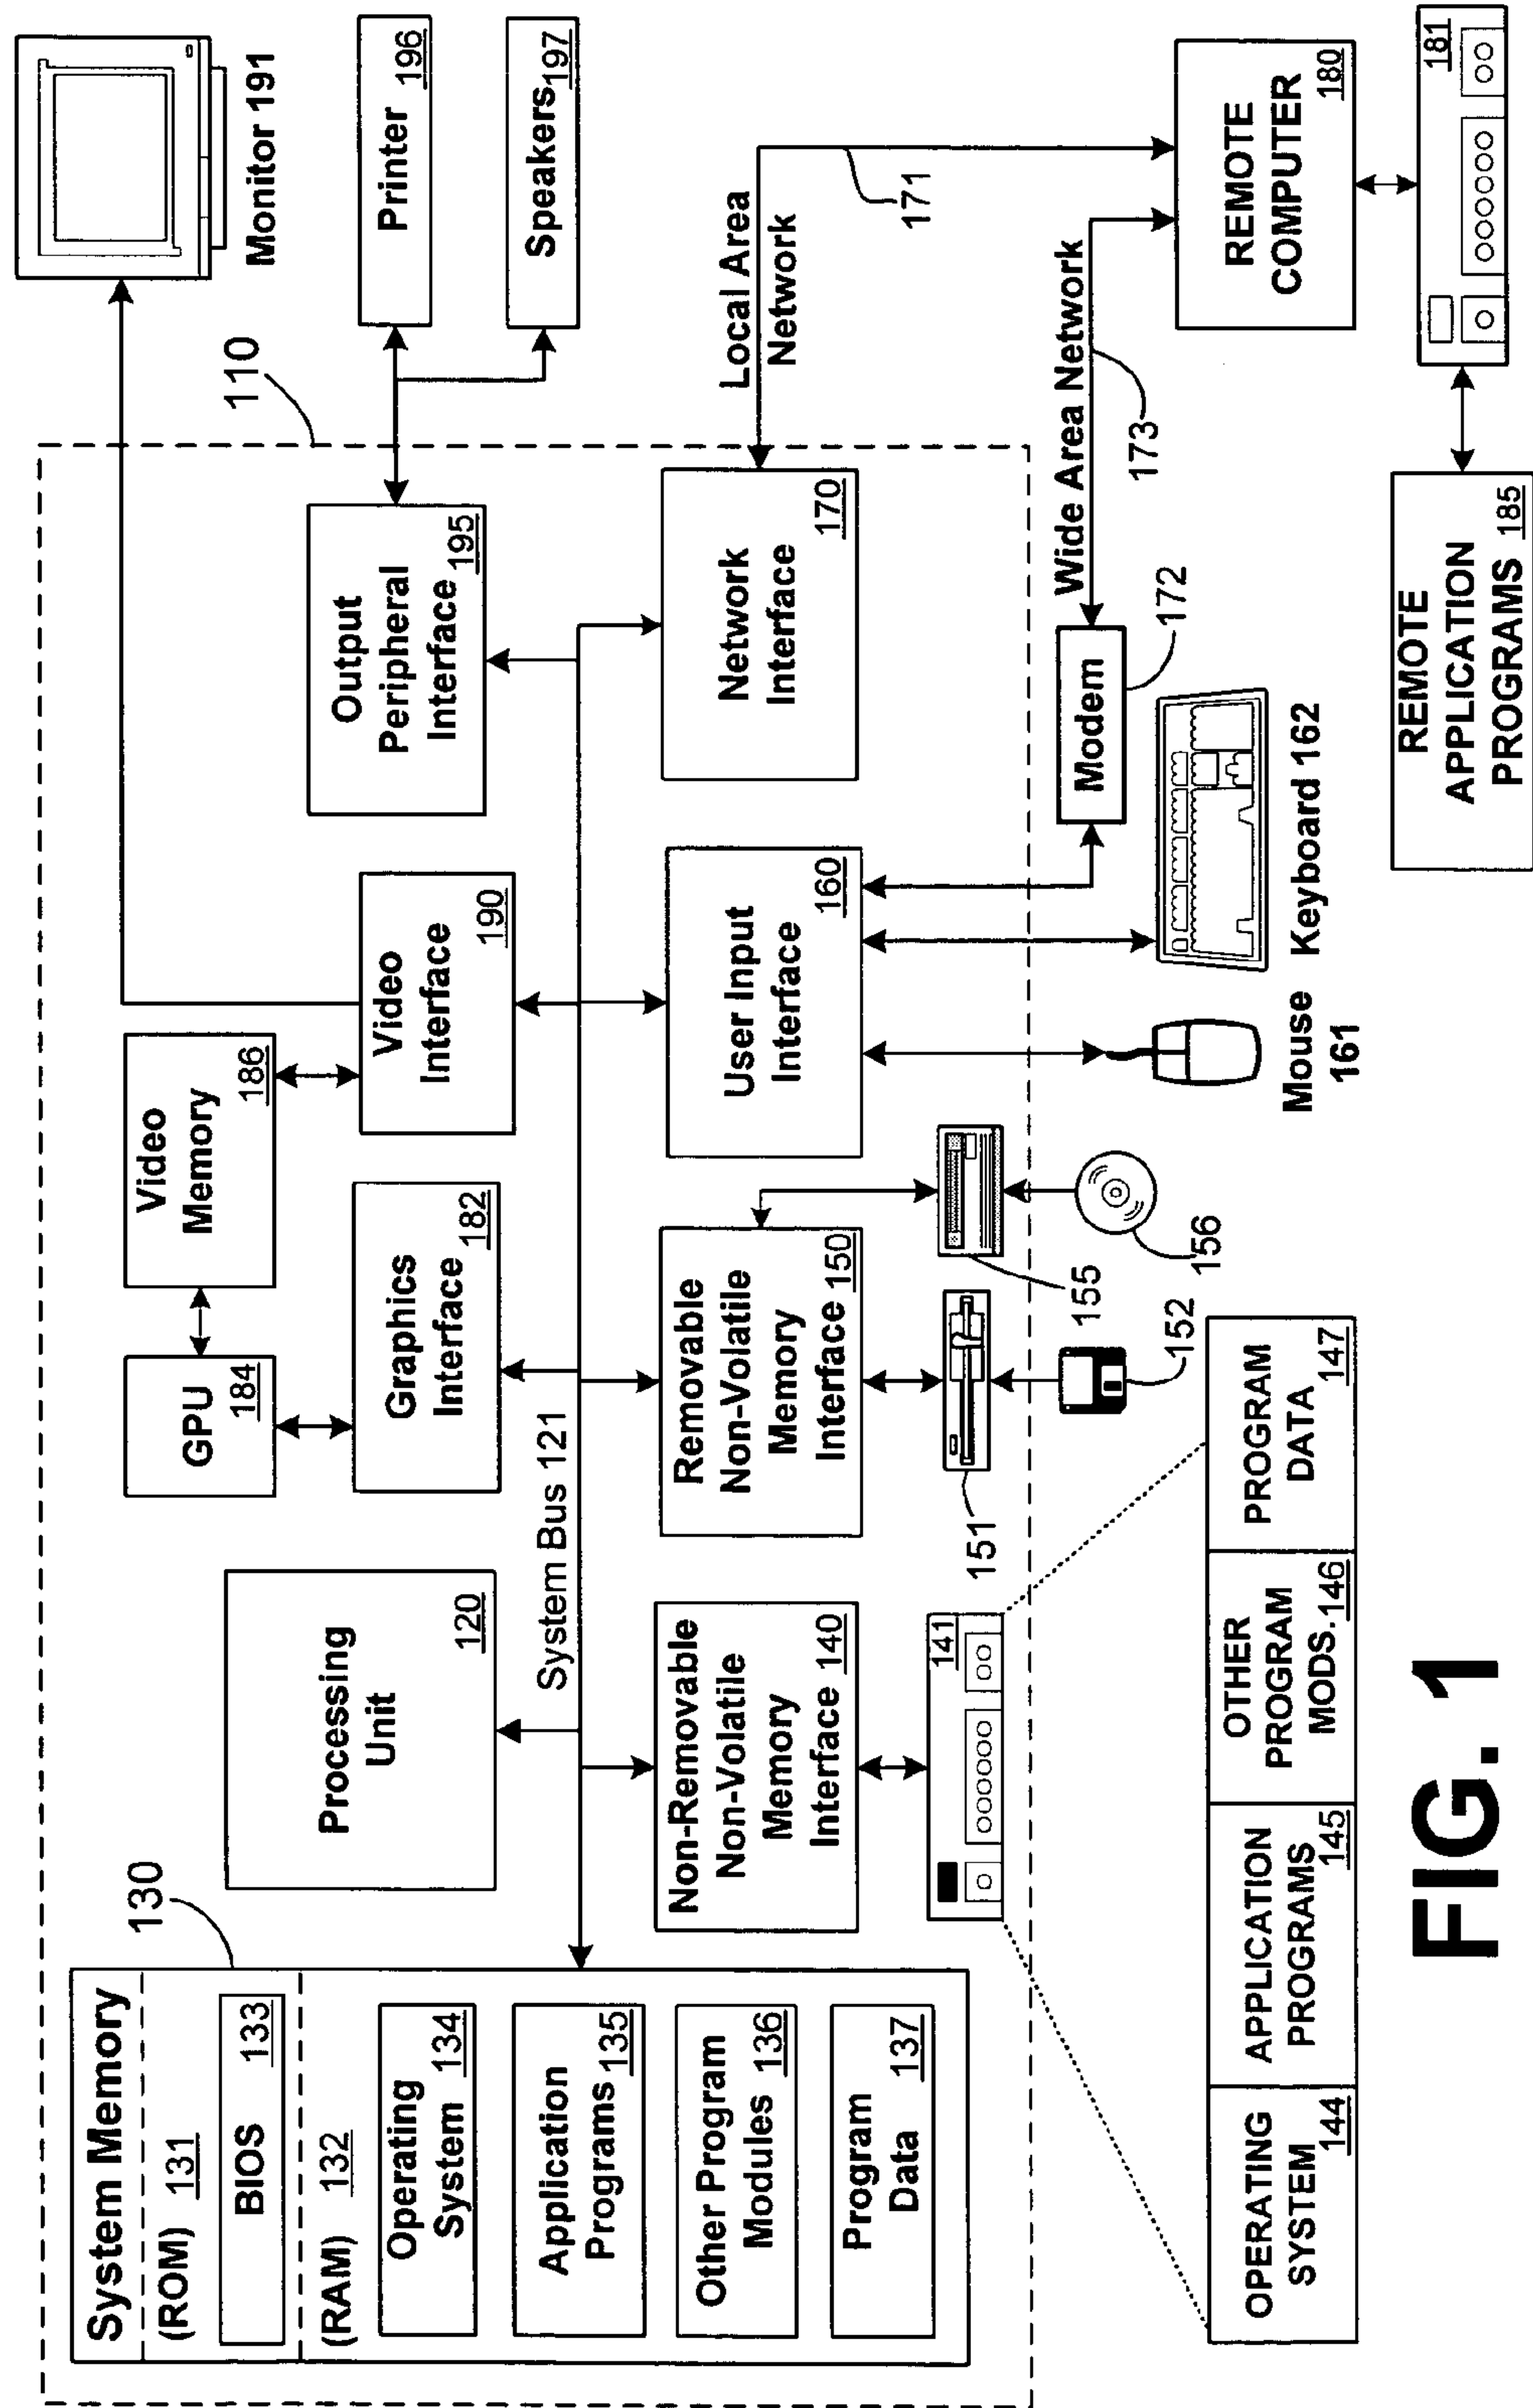 System Memory
(ROM) 131
BIOS 133
(RAM) 132
Operating
System 134
Application
Programs 135
Other Program
Modules 136
Program
Data 137
130
Processing
Unit
120
System Bus 121
GPU
184
Video
Memory
186
Graphics
Interface
182
Video
Interface
190
Output
Peripheral
Interface 195
110
Monitor 191
Printer 196
Speakers 197
Non-Removable
Non-Volatile
Memory
Interface 140
Removable
Non-Volatile
Memory
Interface 150
User Input
Interface
160
Network
Interface
170
Local Area
Network
171
141
151
152
155
156
Mouse
161
Keyboard 162
Modem
172
Wide Area Network
173
REMOTE
COMPUTER
180
181
REMOTE
APPLICATION
PROGRAMS 185
OPERATING
SYSTEM 144
APPLICATION
PROGRAMS 145
OTHER
PROGRAM
MODS. 146
PROGRAM
DATA 147
FIG. 1